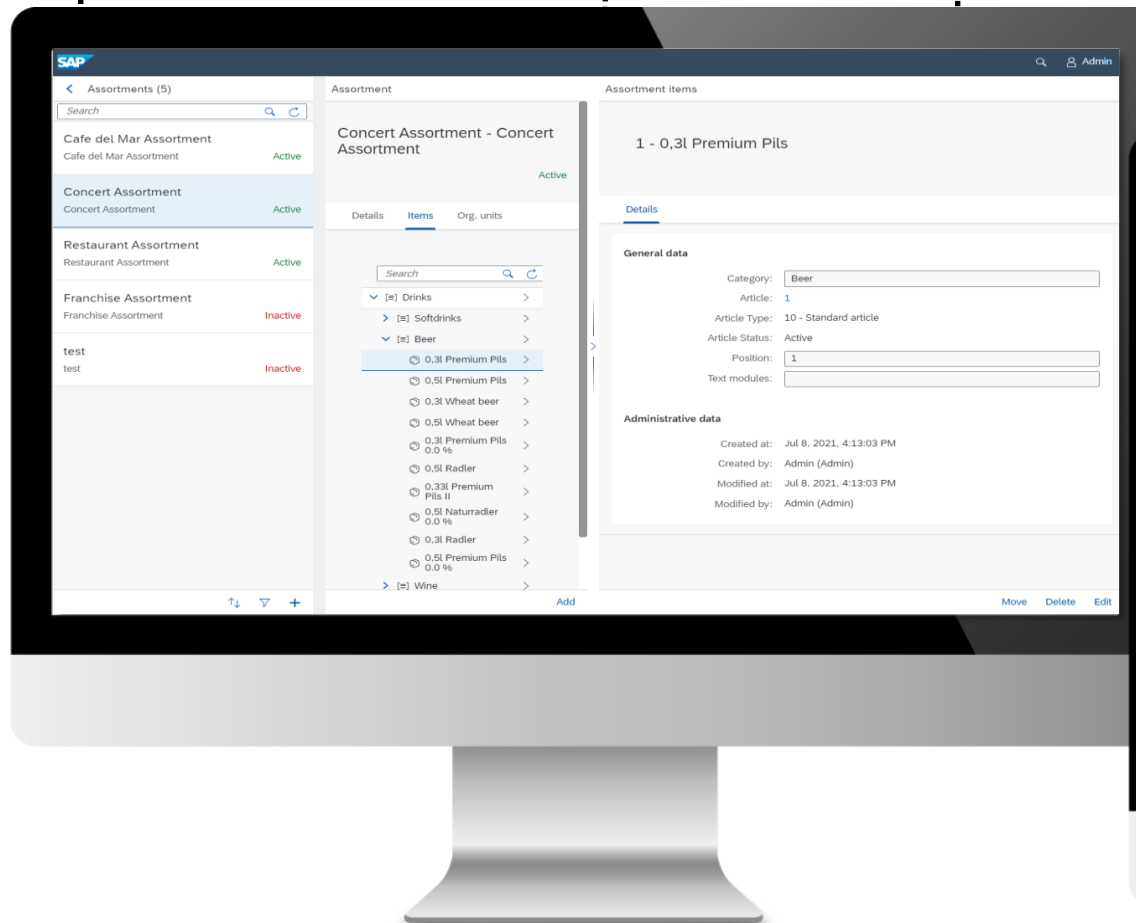 SAP
Admin
Assortments (5)
Search
Cafe del Mar Assortment
Cafe del Mar Assortment
Active
Concert Assortment
Concert Assortment
Active
Restaurant Assortment
Restaurant Assortment
Active
Franchise Assortment
Franchise Assortment
Inactive
test
test
Inactive
Assortment
Concert Assortment - Concert
Assortment
Active
Details Items Org. units
Search
[=] Drinks
[=] Softdrinks
[=] Beer
0,3l Premium Pils
0,5l Premium Pils
0,3l Wheat beer
0,5l Wheat beer
0,3l Premium Pils
0.0 %
0,5l Radler
0,33l Premium
Pils II
0,5l Naturradler
0.0 %
0,3l Radler
0,5l Premium Pils
0.0 %
[=] Wine
Add
Assortment items
1 - 0,3l Premium Pils
Details
General data
Category: Beer
Article: 1
Article Type: 10 - Standard article
Article Status: Active
Position: 1
Text modules:
Administrative data
Created at: Jul 8, 2021, 4:13:03 PM
Created by: Admin (Admin)
Modified at: Jul 8, 2021, 4:13:03 PM
Modified by: Admin (Admin)
Move Delete Edit